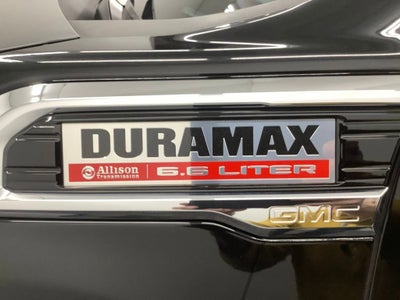 DURAMAX
Allison Transmission 6.6 LITER
GMC